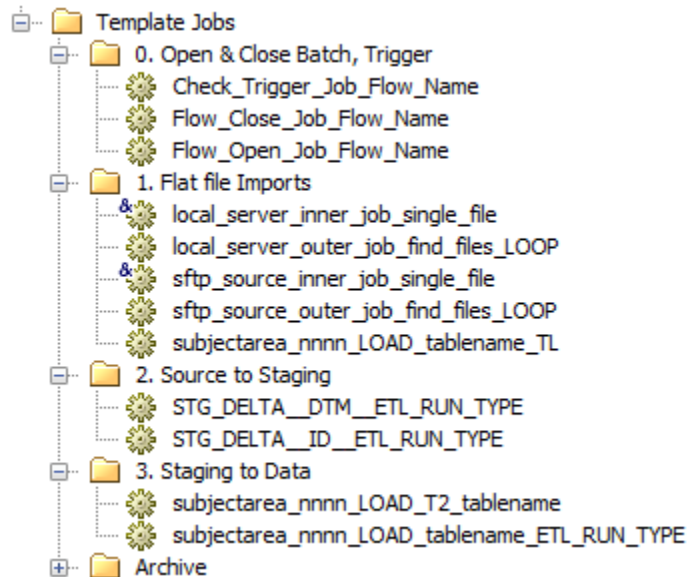 Template Jobs
0. Open & Close Batch, Trigger
Check_Trigger_Job_Flow_Name
Flow_Close_Job_Flow_Name
Flow_Open_Job_Flow_Name
1. Flat file Imports
& local_server_inner_job_single_file
local_server_outer_job_find_files_LOOP
& sftp_source_inner_job_single_file
sftp_source_outer_job_find_files_LOOP
subjectarea_nnnn_LOAD_tablename_TL
2. Source to Staging
STG_DELTA__DTM__ETL_RUN_TYPE
STG_DELTA__ID__ETL_RUN_TYPE
3. Staging to Data
subjectarea_nnnn_LOAD_T2_tablename
subjectarea_nnnn_LOAD_tablename_ETL_RUN_TYPE
Archive